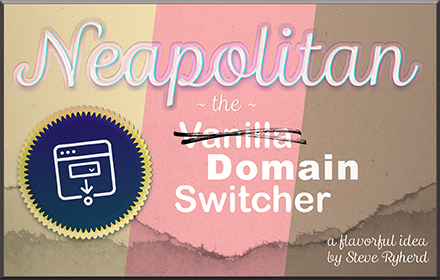 Neapolitan
~ the ~
Vanilla
Domain
Switcher
a flavorful idea
by Steve Ryherd